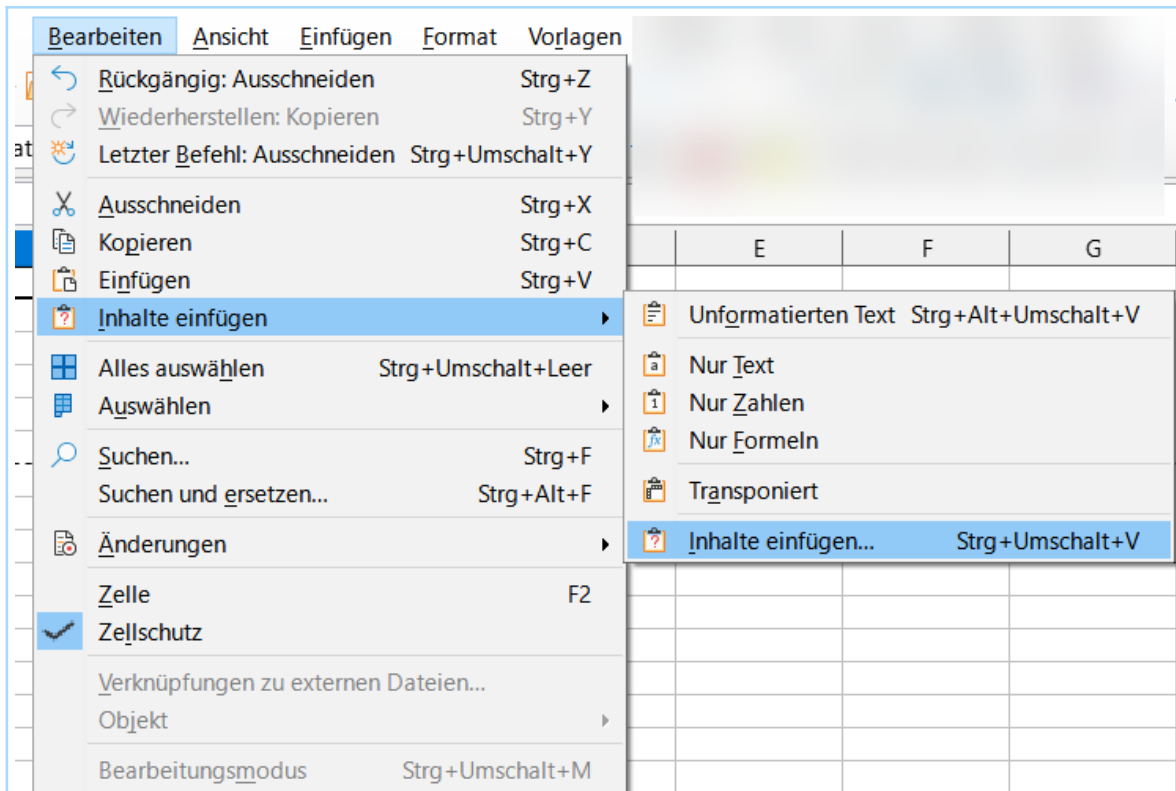 Bearbeiten Ansicht Einfügen Format Vorlagen
Rückgängig: Ausschneiden Strg+Z
Wiederherstellen: Kopieren Strg+Y
at
Letzter Befehl: Ausschneiden Strg+Umschalt+Y
Ausschneiden Strg+X
Kopieren Strg+C
Einfügen Strg+V
Inhalte einfügen
Alles auswählen Strg+Umschalt+Leer
Auswählen
Suchen... Strg+F
Suchen und ersetzen... Strg+Alt+F
Änderungen
Zelle F2
Zellschutz
Verknüpfungen zu externen Dateien...
Objekt
Bearbeitungsmodus Strg+Umschalt+M
E F G
Unformatierten Text Strg+Alt+Umschalt+V
Nur Text
Nur Zahlen
Nur Formeln
Transponiert
Inhalte einfügen... Strg+Umschalt+V